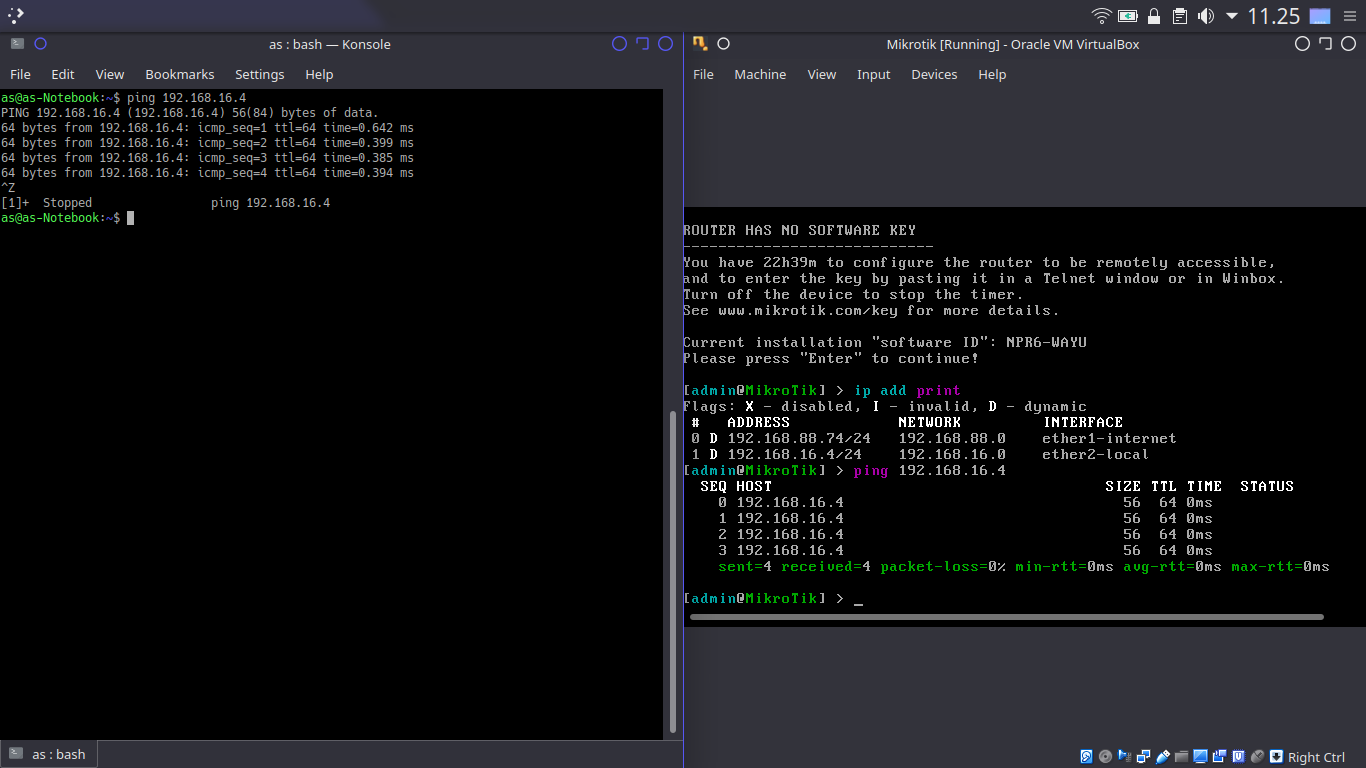 11.25
as : bash — Konsole
File Edit View Bookmarks Settings Help
as@as-Notebook:~$ ping 192.168.16.4
PING 192.168.16.4 (192.168.16.4) 56(84) bytes of data.
64 bytes from 192.168.16.4: icmp_seq=1 ttl=64 time=0.642 ms
64 bytes from 192.168.16.4: icmp_seq=2 ttl=64 time=0.399 ms
64 bytes from 192.168.16.4: icmp_seq=3 ttl=64 time=0.385 ms
64 bytes from 192.168.16.4: icmp_seq=4 ttl=64 time=0.394 ms
^Z
[1]+  Stopped                 ping 192.168.16.4
as@as-Notebook:~$
as : bash
Mikrotik [Running] - Oracle VM VirtualBox
File Machine View Input Devices Help
ROUTER HAS NO SOFTWARE KEY
----------------------------
You have 22h39m to configure the router to be remotely accessible,
and to enter the key by pasting it in a Telnet window or in Winbox.
Turn off the device to stop the timer.
See www.mikrotik.com/key for more details.
Current installation "software ID": NPR6-WAYU
Please press "Enter" to continue!
[admin@MikroTik] > ip add print
Flags: X - disabled, I - invalid, D - dynamic
#   ADDRESS            NETWORK         INTERFACE
0 D 192.168.88.74/24   192.168.88.0    ether1-internet
1 D 192.168.16.4/24    192.168.16.0    ether2-local
[admin@MikroTik] > ping 192.168.16.4
SEQ HOST                                     SIZE TTL TIME  STATUS
0 192.168.16.4                               56  64 0ms
1 192.168.16.4                               56  64 0ms
2 192.168.16.4                               56  64 0ms
3 192.168.16.4                               56  64 0ms
sent=4 received=4 packet-loss=0% min-rtt=0ms avg-rtt=0ms max-rtt=0ms
[admin@MikroTik] > _
Right Ctrl